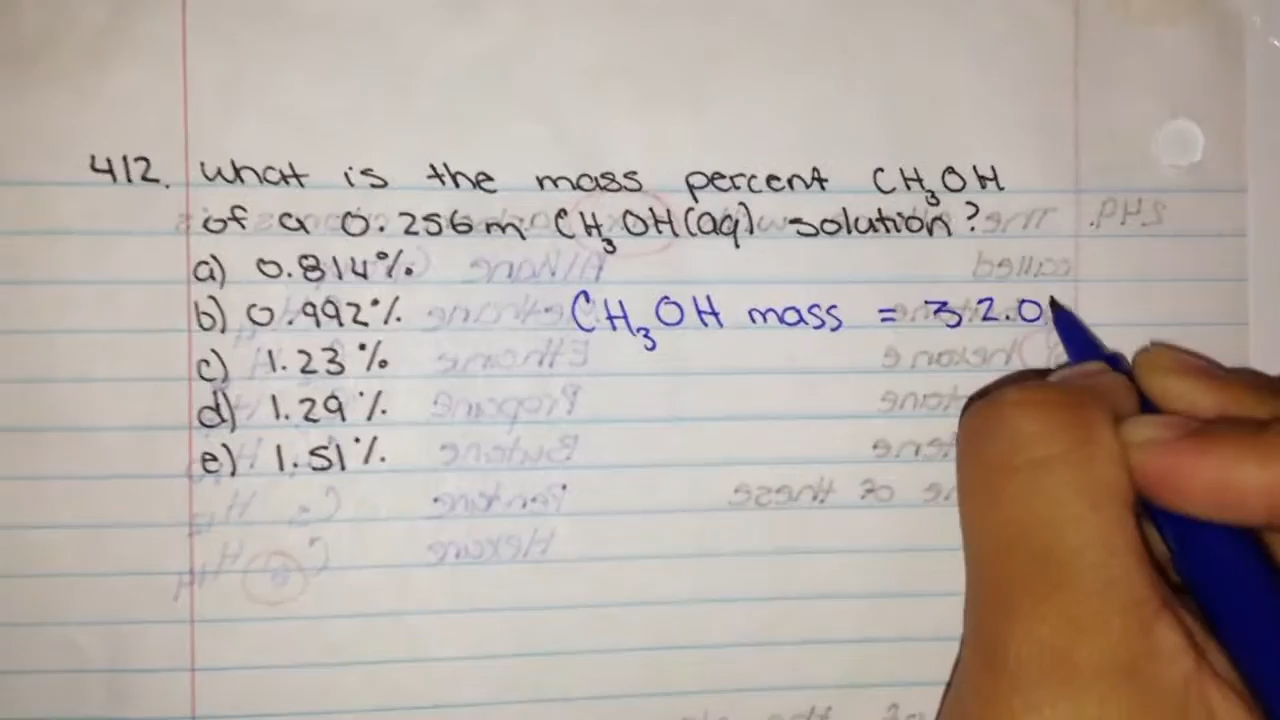 412. What is the mass percent CH₃OH
of a 0.256 m CH₃OH(aq) solution?
a) 0.814%
b) 0.992%
CH₃OH mass = 32.0
c) 1.23%
d) 1.29%
e) 1.51%